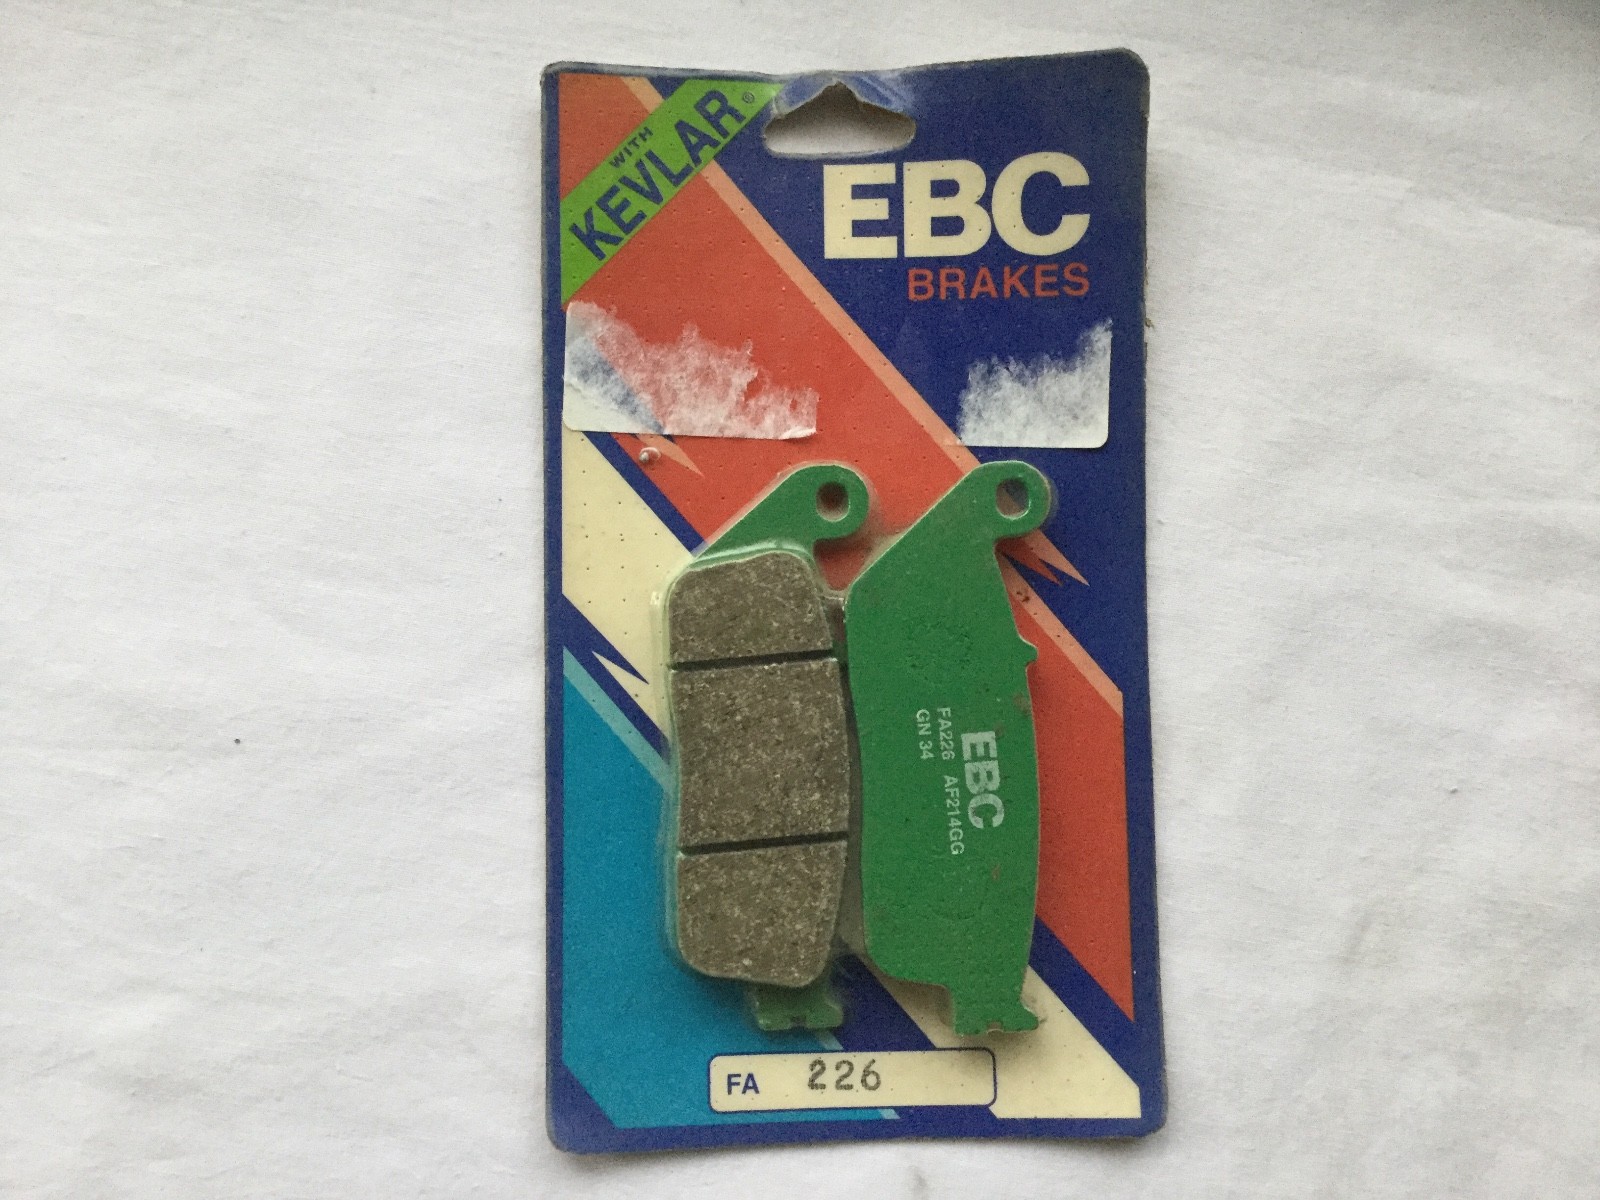 WITH
KEVLAR®
EBC
BRAKES
EBC
FA226 AF214GG
GN 34
FA 226